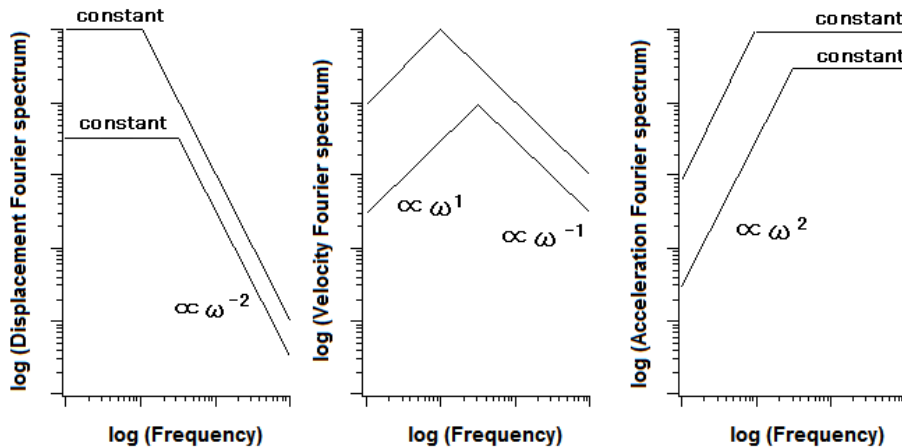 log (Displacement Fourier spectrum)
constant
constant
∝ ω⁻²
log (Frequency)
log (Velocity Fourier spectrum)
∝ ω¹
∝ ω⁻¹
log (Frequency)
log (Acceleration Fourier spectrum)
constant
constant
∝ ω²
log (Frequency)